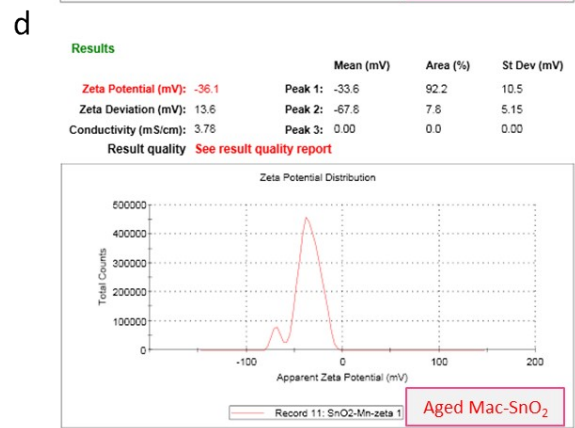 d
Results
Mean (mV) Area (%) St Dev (mV)
Zeta Potential (mV): -36.1 Peak 1: -33.6 92.2 10.5
Zeta Deviation (mV): 13.6 Peak 2: -67.8 7.8 5.15
Conductivity (mS/cm): 3.78 Peak 3: 0.00 0.0 0.00
Result quality See result quality report
Zeta Potential Distribution
Total Counts
500000
400000
300000
200000
100000
0
-100 0 100 200
Apparent Zeta Potential (mV)
Record 11: SnO2-Mn-zeta 1
Aged Mac-SnO₂